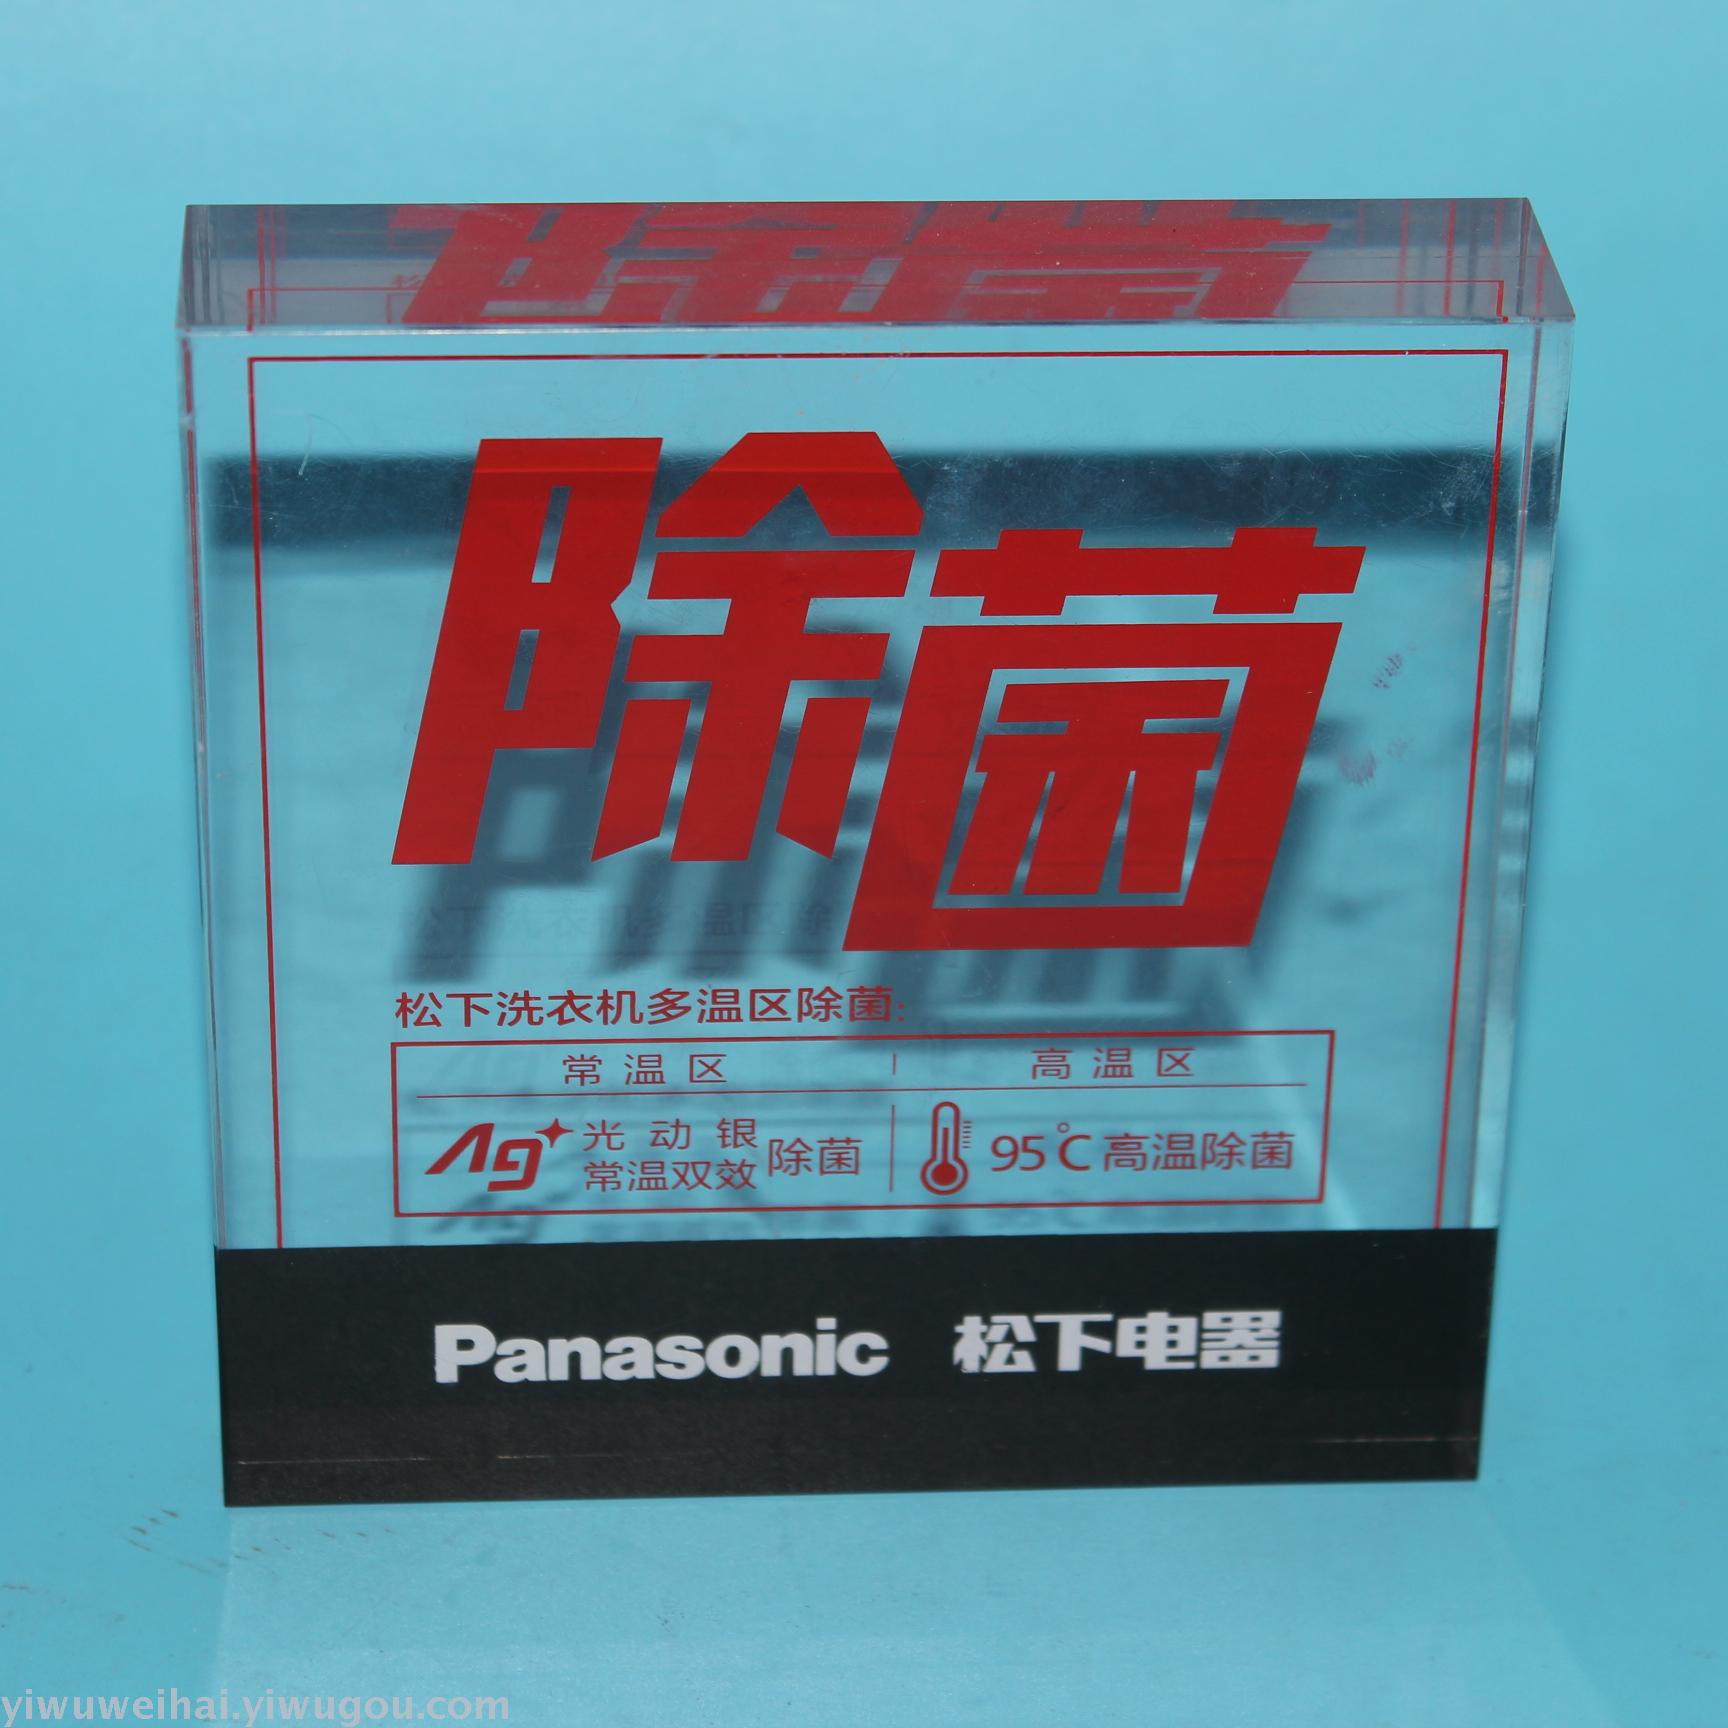 除菌
松下洗衣机多温区除菌:
常温区 高温区
Ag+ 光动银 除菌 95℃高温除菌
常温双效
Panasonic 松下电器
yiwuweihai.yiwugou.com